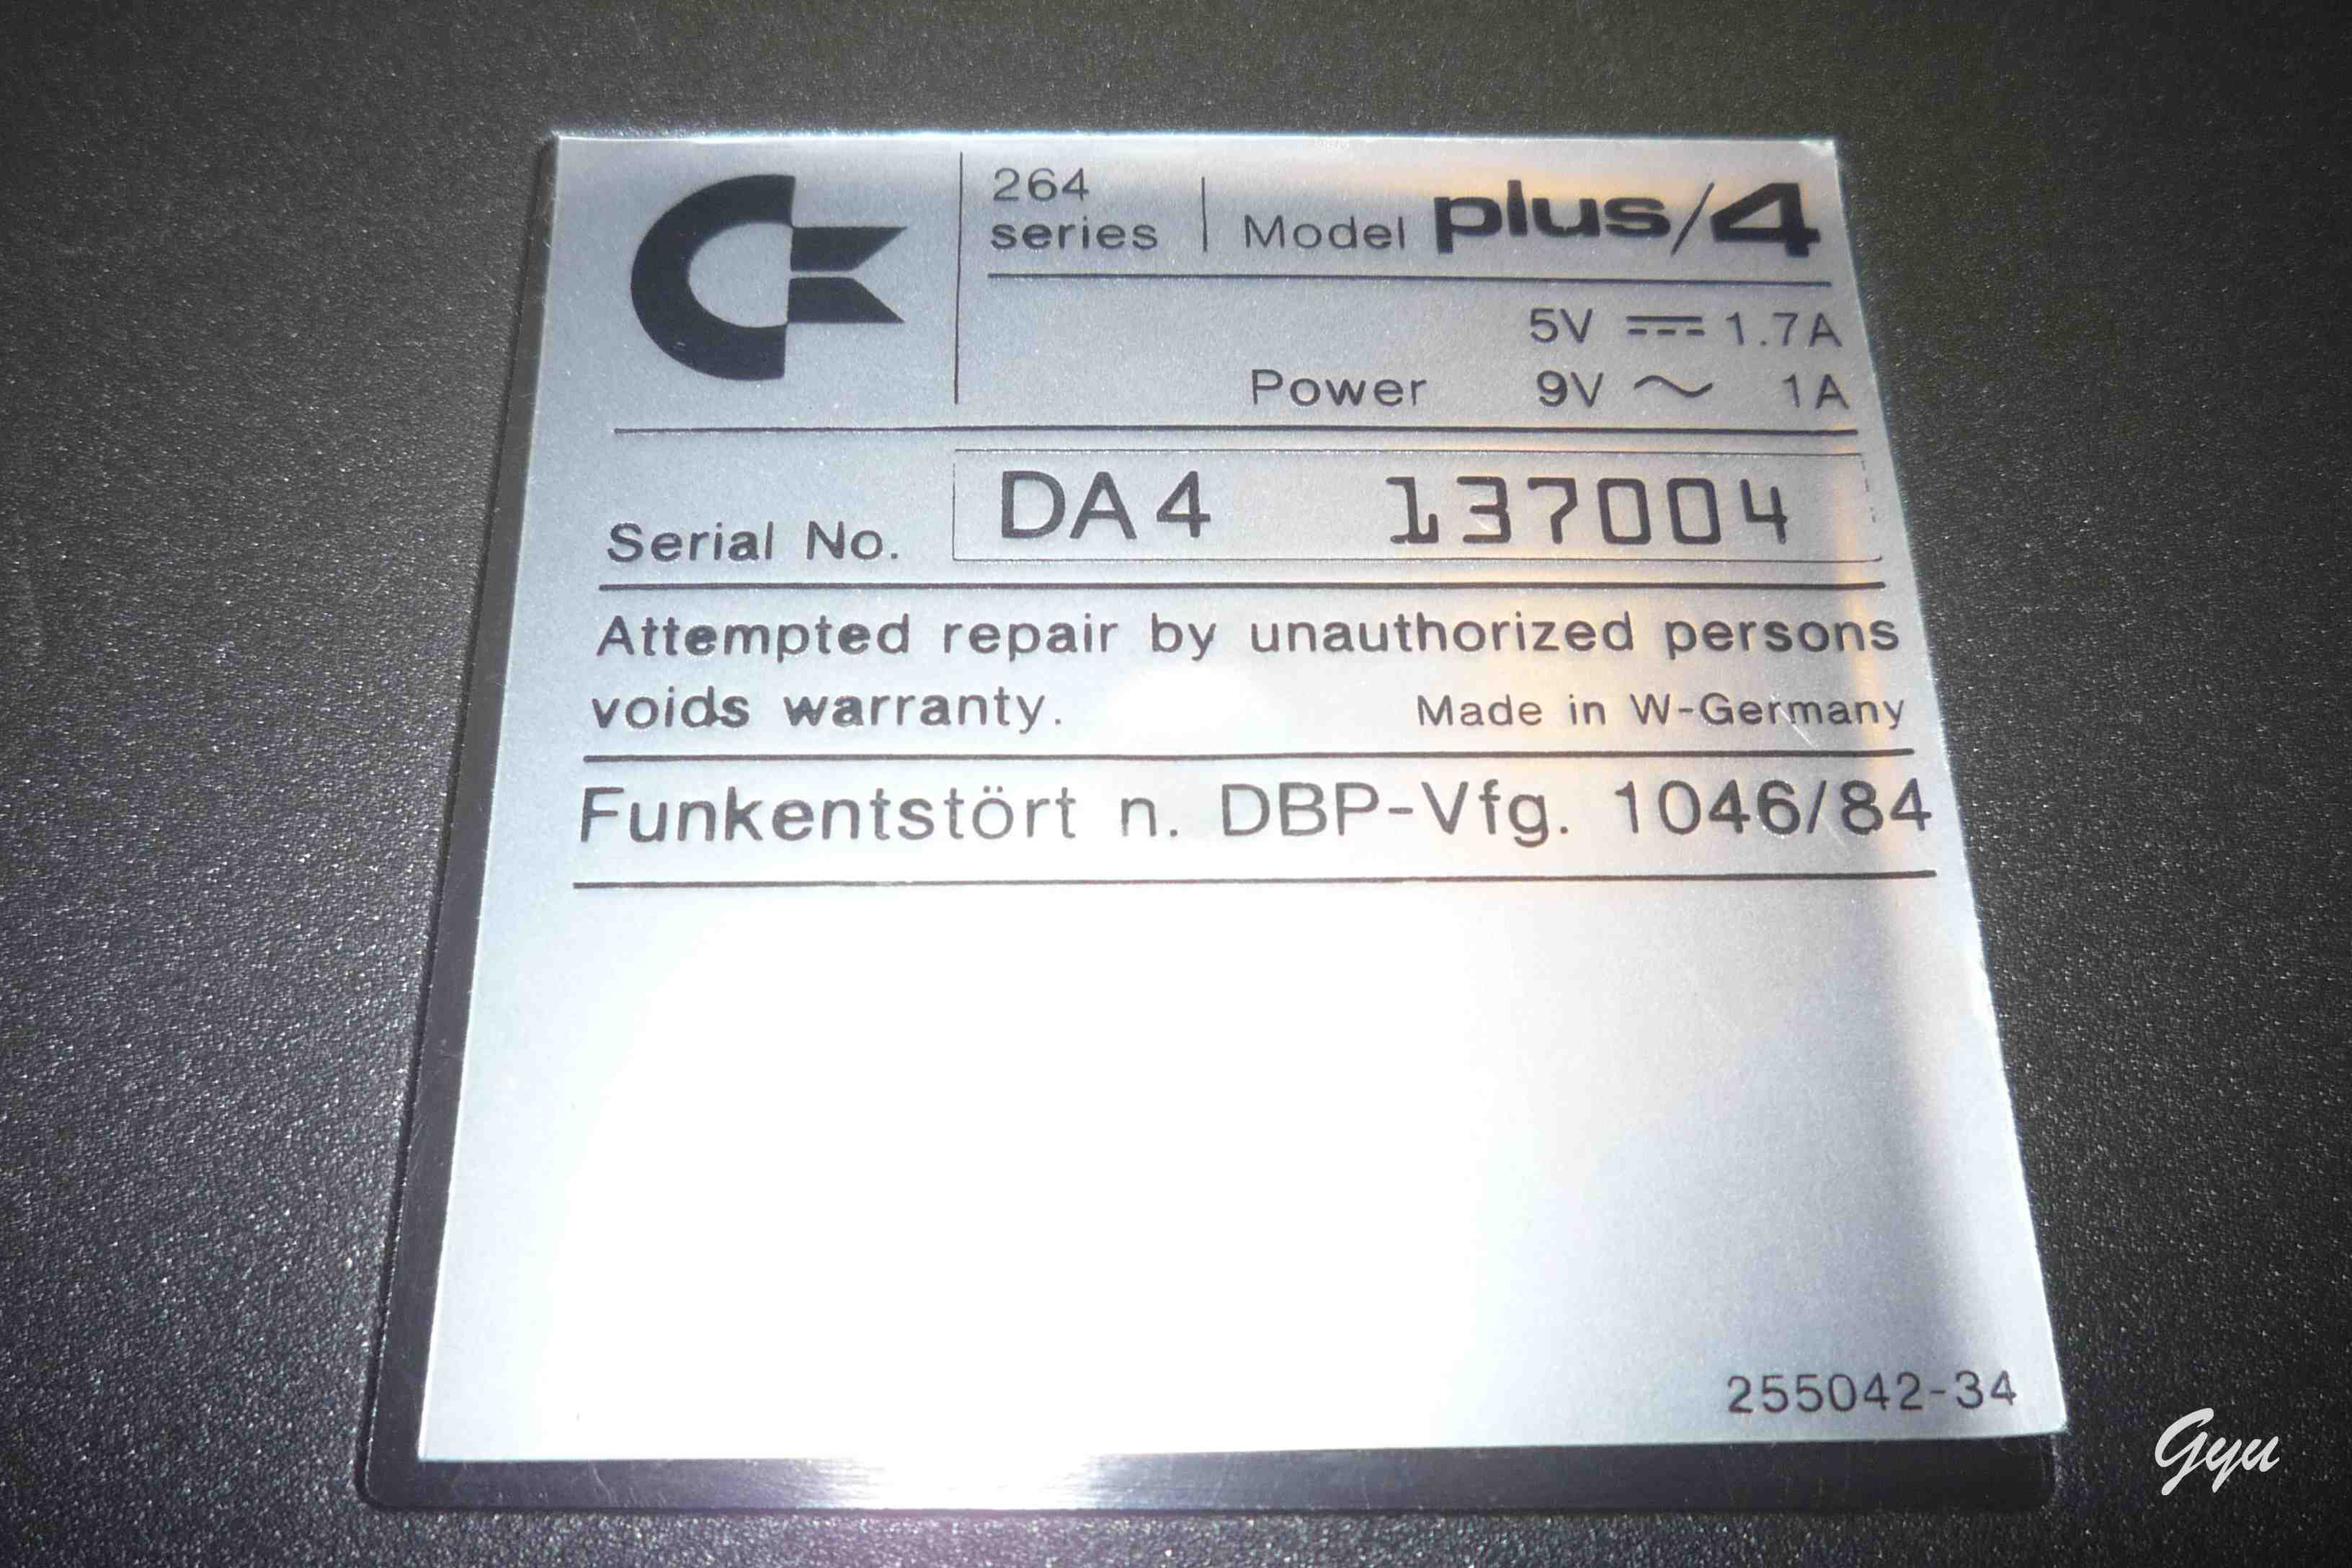 264
series
Model plus/4
5V ⎓ 1.7A
Power 9V ~ 1A
Serial No. DA4 137004
Attempted repair by unauthorized persons
voids warranty. Made in W-Germany
Funkentstört n. DBP-Vfg. 1046/84
255042-34
Gyu